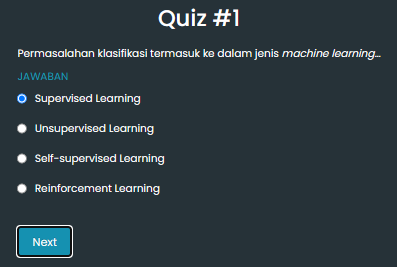 Quiz #1
Permasalahan klasifikasi termasuk ke dalam jenis machine learning...
JAWABAN
Supervised Learning
Unsupervised Learning
Self-supervised Learning
Reinforcement Learning
Next